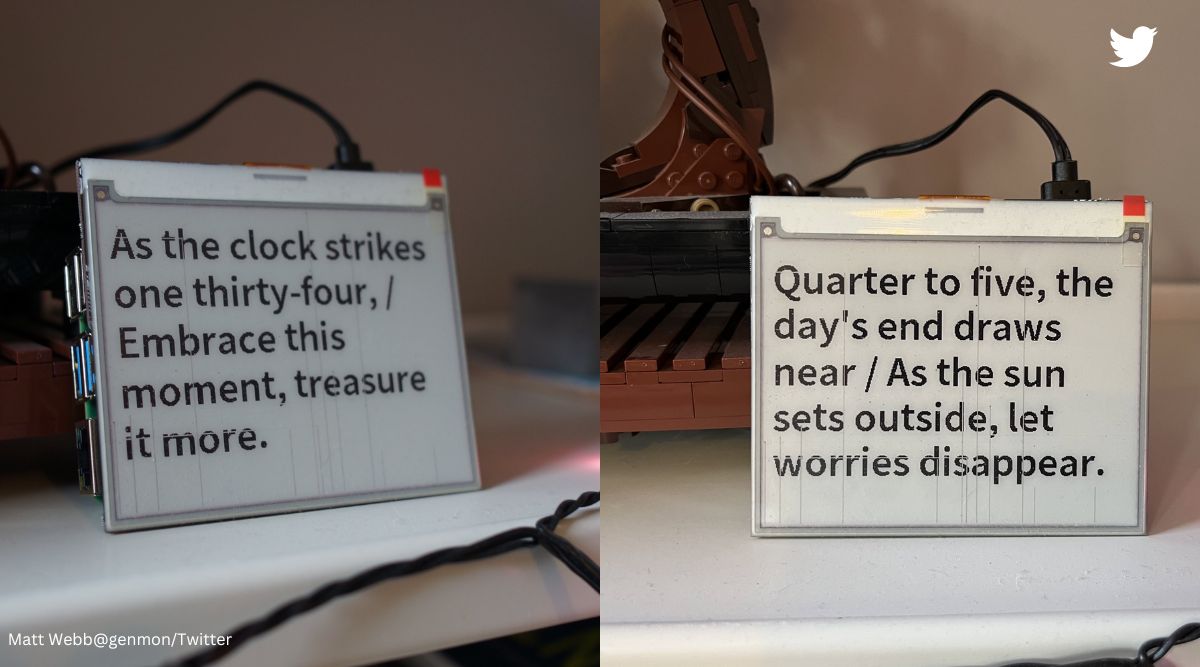 As the clock strikes
one thirty-four, /
Embrace this
moment, treasure
it more.
Quarter to five, the
day's end draws
near / As the sun
sets outside, let
worries disappear.
Matt Webb@genmon/Twitter